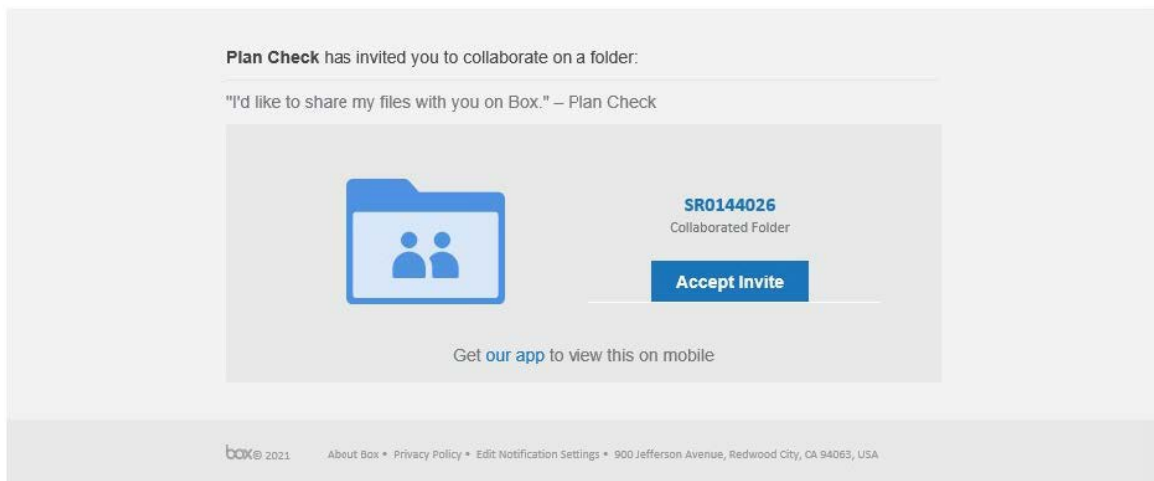 Plan Check has invited you to collaborate on a folder:
"I'd like to share my files with you on Box." – Plan Check
SR0144026
Collaborated Folder
Accept Invite
Get our app to view this on mobile
box© 2021 About Box • Privacy Policy • Edit Notification Settings • 900 Jefferson Avenue, Redwood City, CA 94063, USA